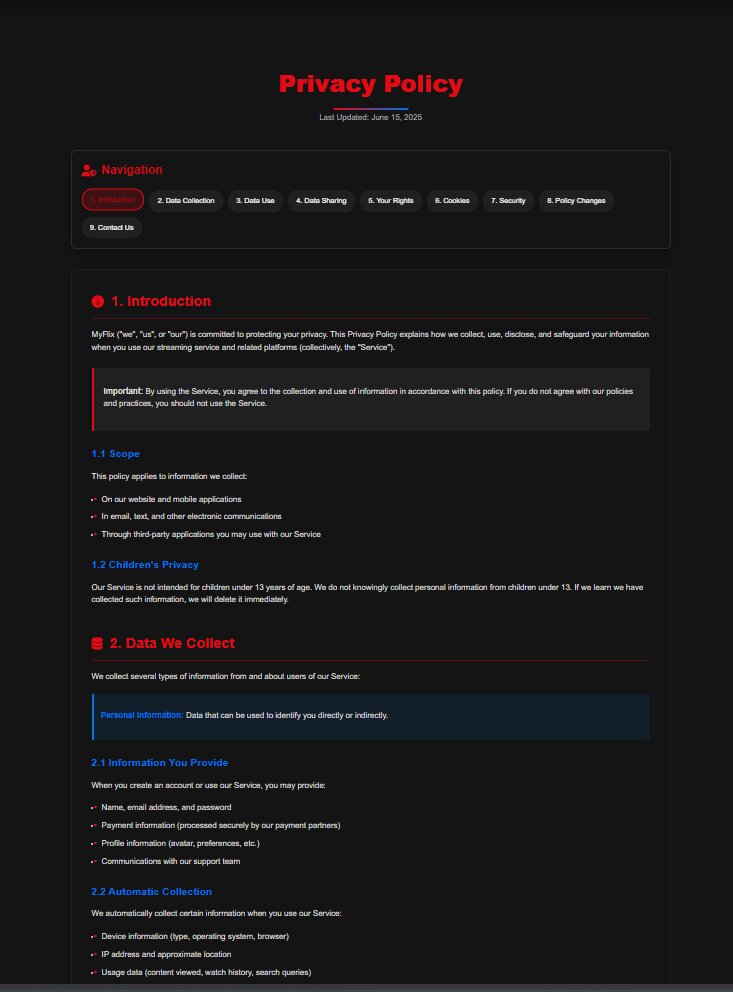 Privacy Policy
Last Updated: June 15, 2025
Navigation
1. Introduction
2. Data Collection
3. Data Use
4. Data Sharing
5. Your Rights
6. Cookies
7. Security
8. Policy Changes
9. Contact Us
1. Introduction
MyFlix ("we", "us", or "our") is committed to protecting your privacy. This Privacy Policy explains how we collect, use, disclose, and safeguard your information
when you use our streaming service and related platforms (collectively, the "Service").
Important: By using the Service, you agree to the collection and use of information in accordance with this policy. If you do not agree with our policies
and practices, you should not use the Service.
1.1 Scope
This policy applies to information we collect:
On our website and mobile applications
In email, text, and other electronic communications
Through third-party applications you may use with our Service
1.2 Children's Privacy
Our Service is not intended for children under 13 years of age. We do not knowingly collect personal information from children under 13. If we learn we have
collected such information, we will delete it immediately.
2. Data We Collect
We collect several types of information from and about users of our Service:
Personal Information: Data that can be used to identify you directly or indirectly.
2.1 Information You Provide
When you create an account or use our Service, you may provide:
Name, email address, and password
Payment information (processed securely by our payment partners)
Profile information (avatar, preferences, etc.)
Communications with our support team
2.2 Automatic Collection
We automatically collect certain information when you use our Service:
Device information (type, operating system, browser)
IP address and approximate location
Usage data (content viewed, watch history, search queries)